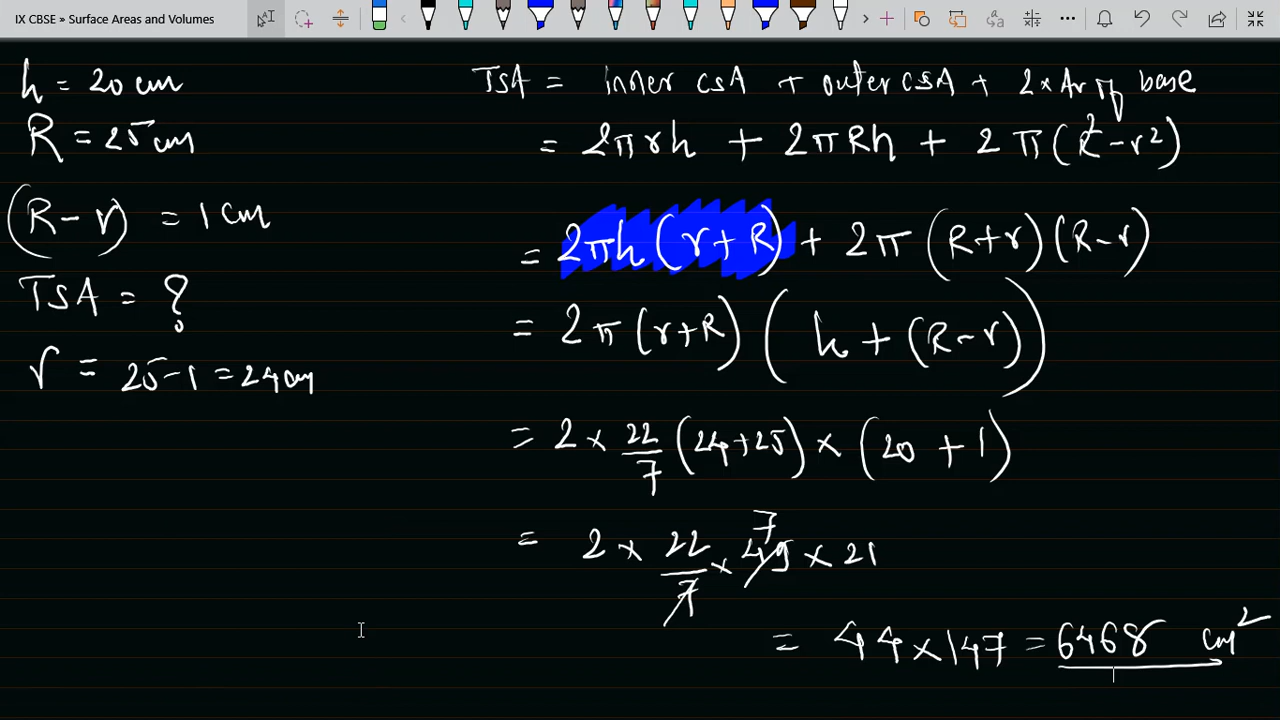 IX CBSE » Surface Areas and Volumes
h = 20 cm
R = 25 cm
(R - r) = 1 cm
TSA = ?
r = 25 - 1 = 24 cm
TSA = inner CSA + outer CSA + 2 × Ar of base
= 2πrh + 2πRh + 2π(R² - r²)
= 2πh(r+R) + 2π(R+r)(R-r)
= 2π(r+R)(h + (R-r))
= 2 × 22/7 (24+25) × (20 + 1)
= 2 × 22/7 × 49 7 × 21
= 44 × 147 = 6468 cm²